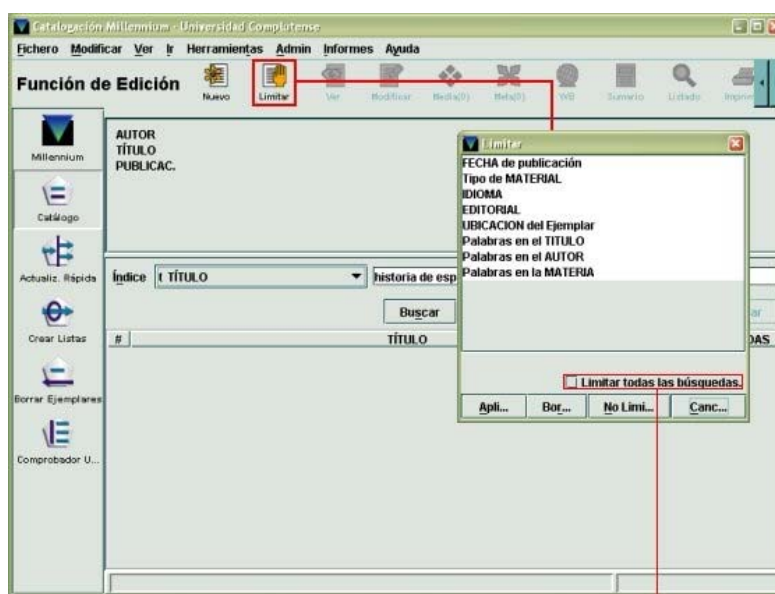 Catalogación Millennium - Universidad Complutense
Fichero Modificar Ver Ir Herramientas Admin Informes Ayuda
Función de Edición
Nuevo Limitar Ver Modificar Media(0) Meta(0) WB Sumario Listado
Millennium
Catálogo
Actualiz. Rápida
Crear Listas
Borrar Ejemplares
Comprobador U...
AUTOR
TÍTULO
PUBLICAC.
Índice t TÍTULO historia de esp
Buscar
# TÍTULO
Limitar
FECHA de publicación
Tipo de MATERIAL
IDIOMA
EDITORIAL
UBICACION del Ejemplar
Palabras en el TITULO
Palabras en el AUTOR
Palabras en la MATERIA
Limitar todas las búsquedas.
Apli... Bor... No Limi... Canc...